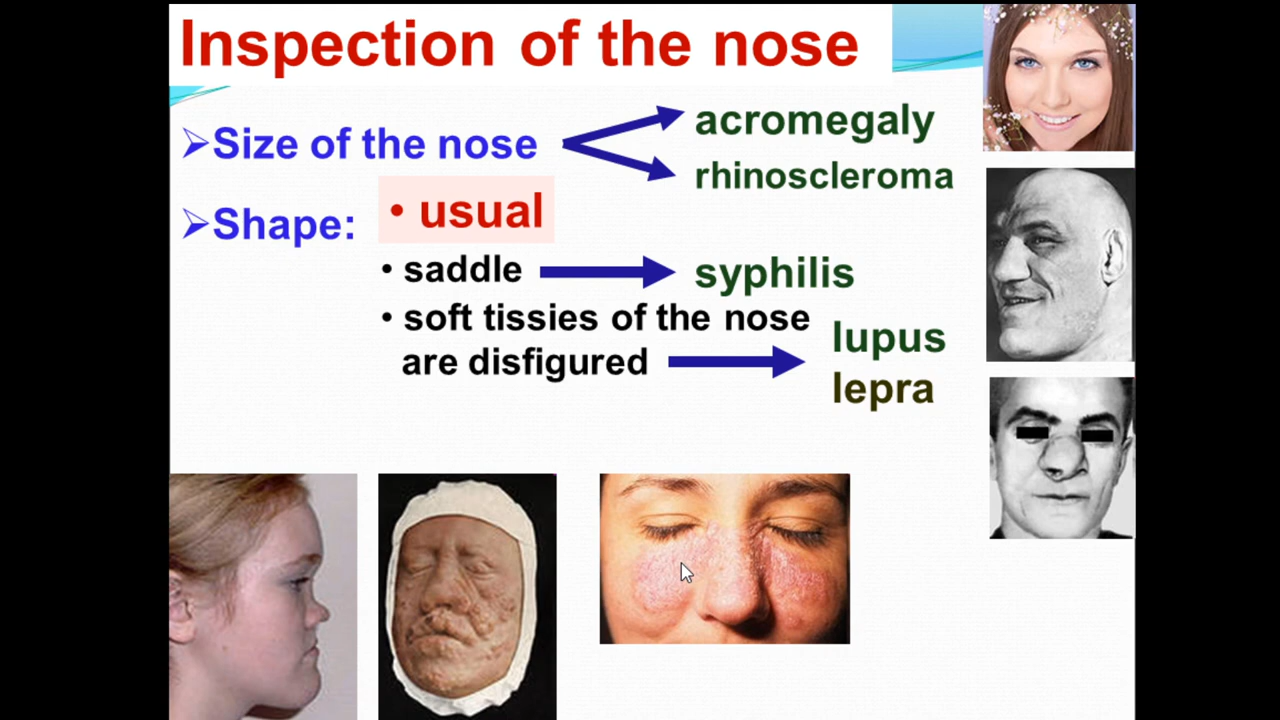 Inspection of the nose
➢Size of the nose
acromegaly
rhinoscleroma
➢Shape:
• usual
• saddle
syphilis
• soft tissies of the nose
are disfigured
lupus
lepra